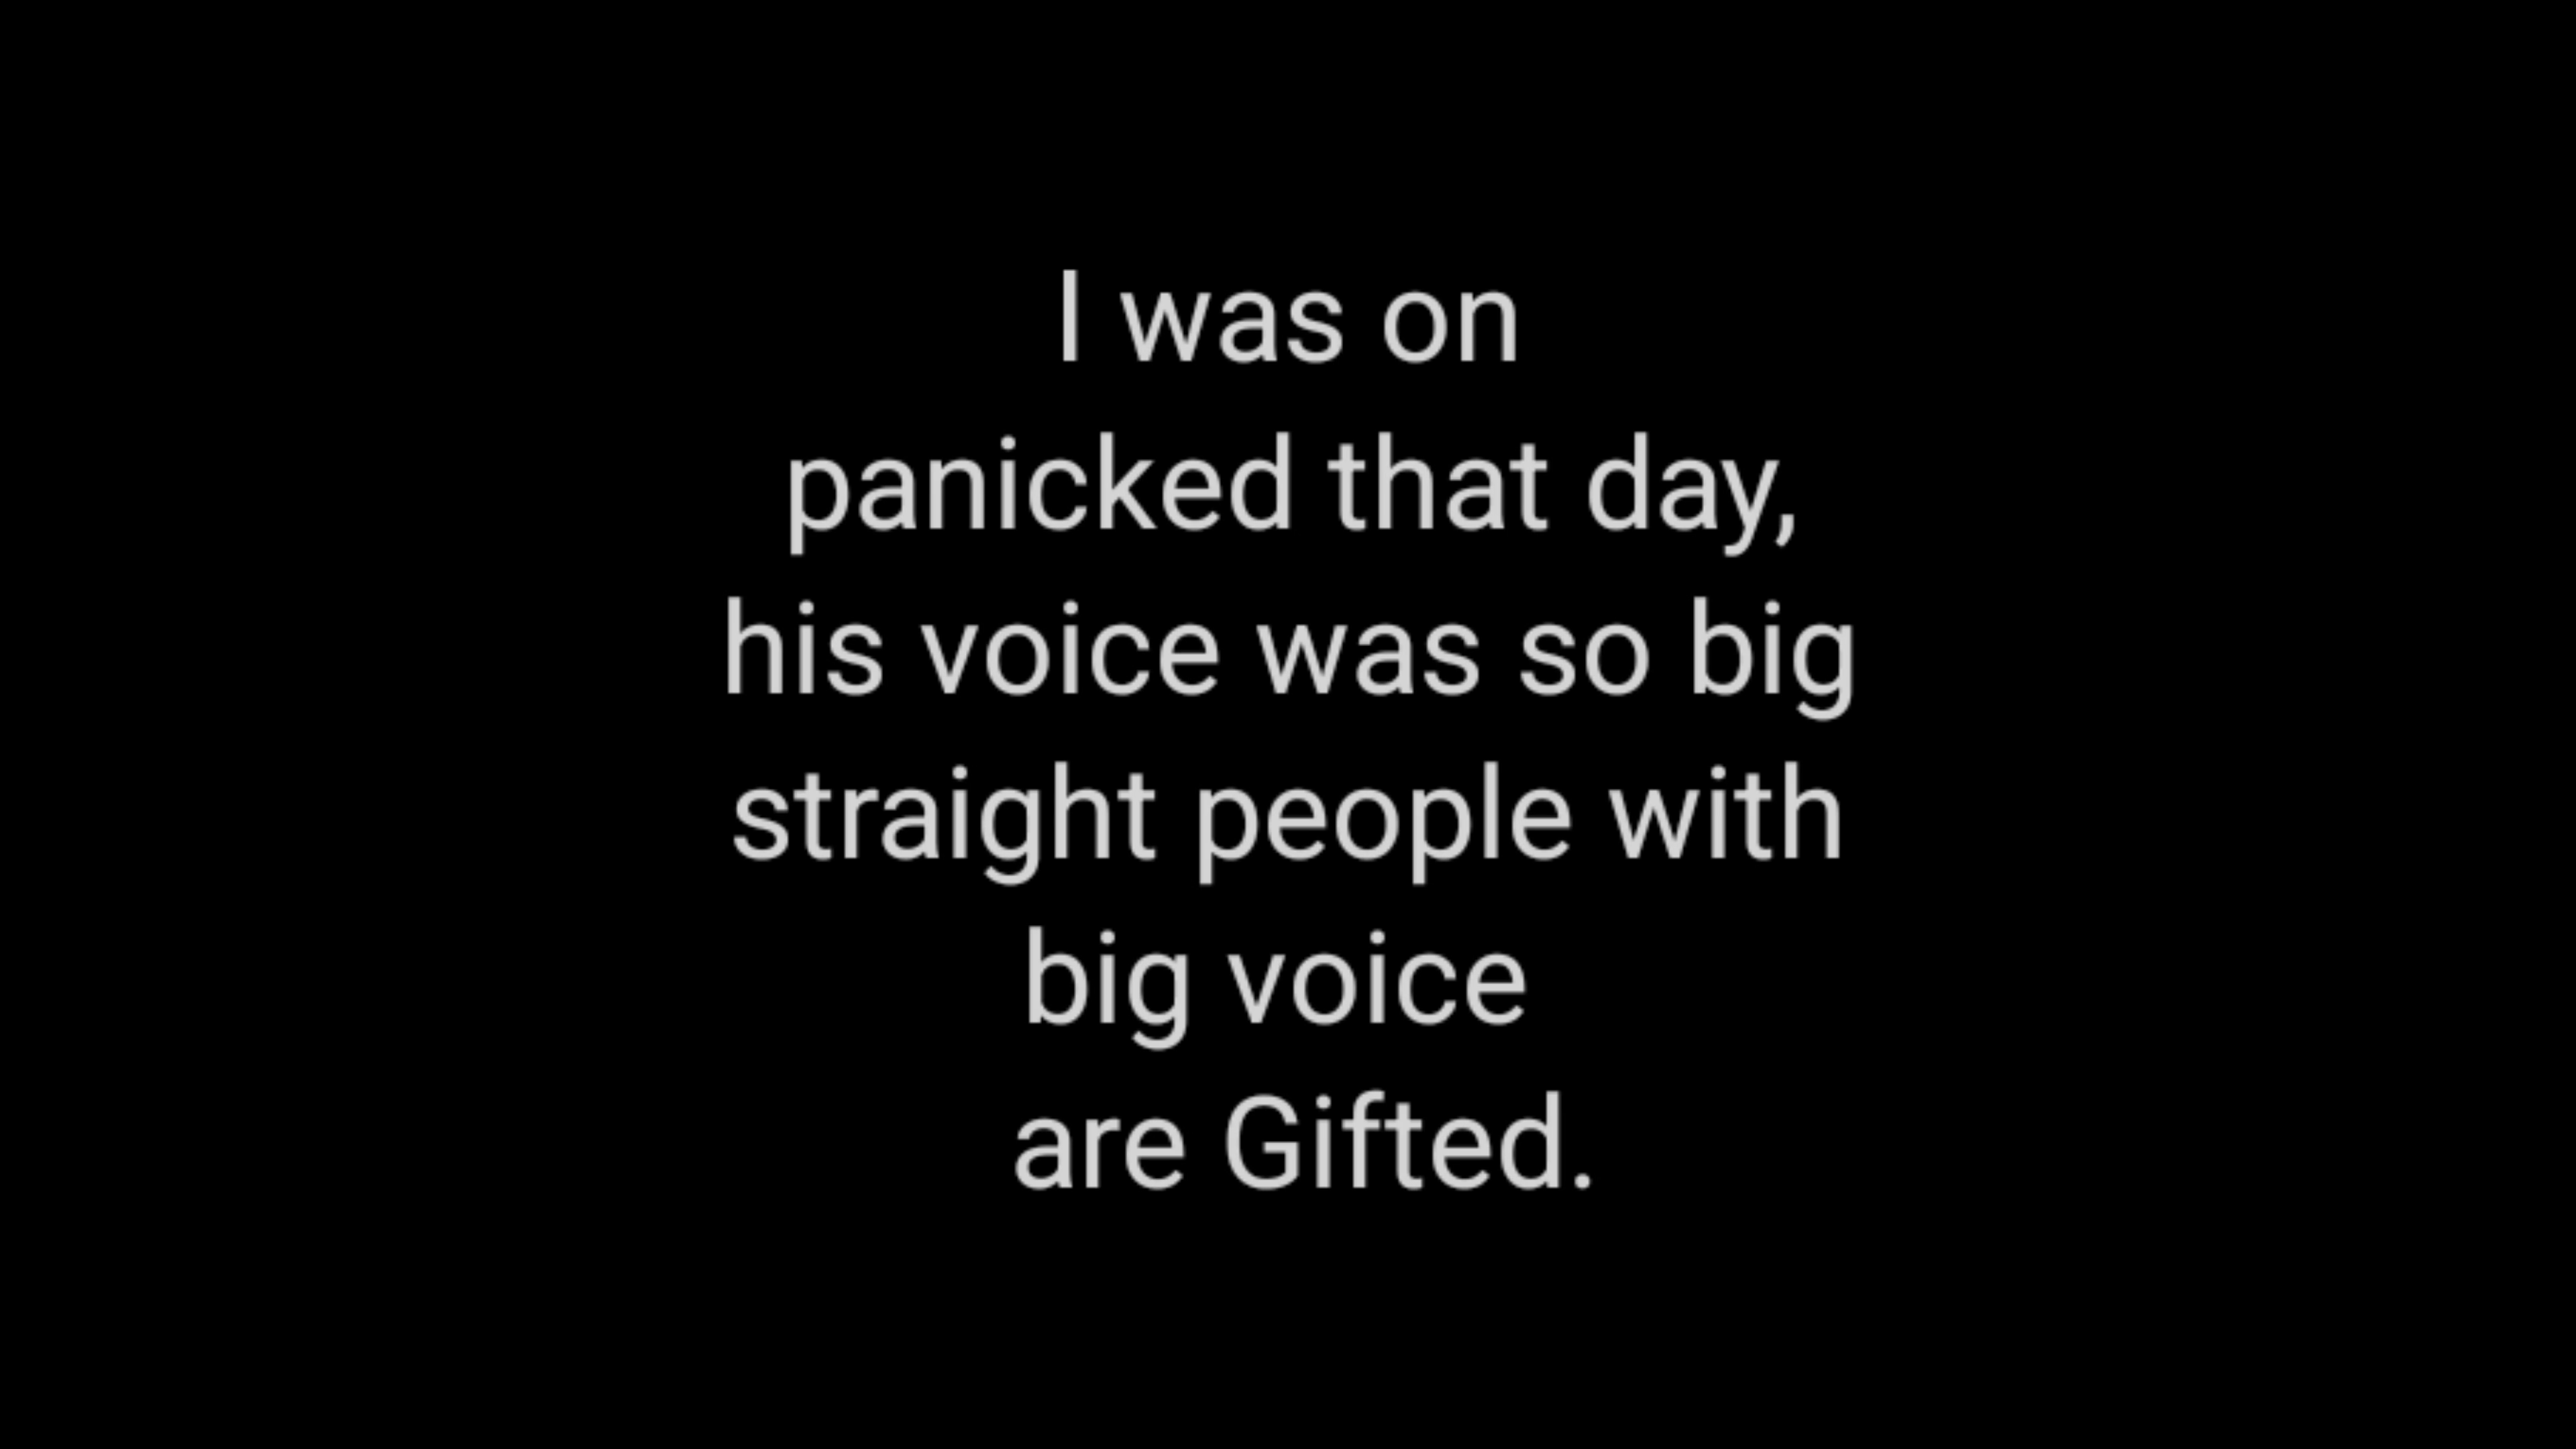 I was on
panicked that day,
his voice was so big
straight people with
big voice
are Gifted.